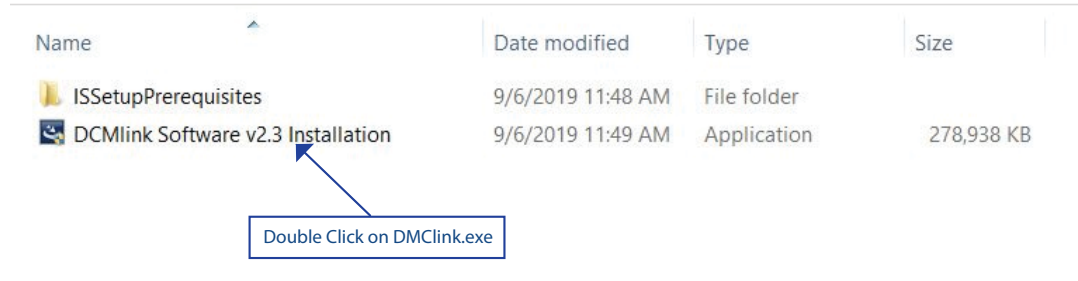 Name Date modified Type Size
ISSetupPrerequisites 9/6/2019 11:48 AM File folder
DCMlink Software v2.3 Installation 9/6/2019 11:49 AM Application 278,938 KB
Double Click on DMClink.exe